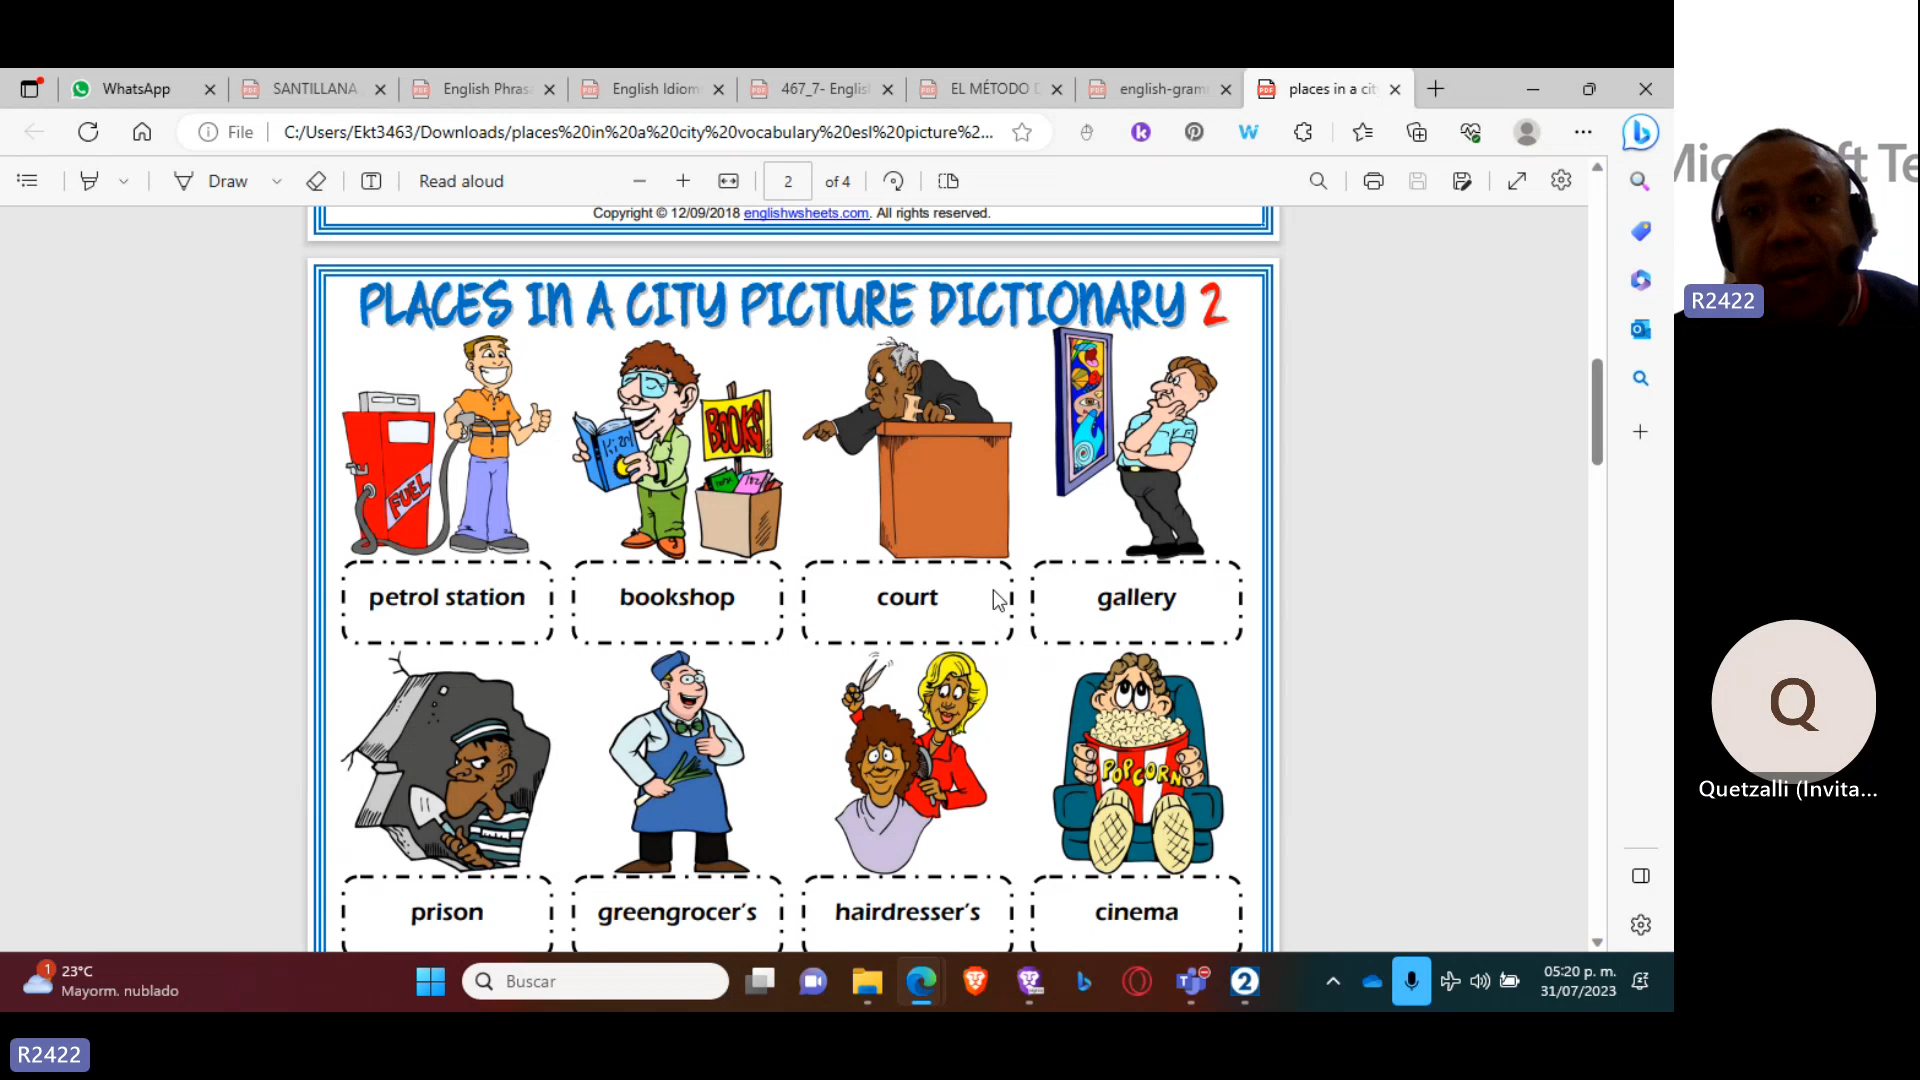 WhatsApp
SANTILLANA
English Phras
English Idiom
467_7- Englis
EL MÉTODO D
english-gram
places in a cit
File
C:/Users/Ekt3463/Downloads/places%20in%20a%20city%20vocabulary%20esl%20picture%2...
Draw
Read aloud
2
of 4
Copyright © 12/09/2018 englishwsheets.com. All rights reserved.
PLACES IN A CITY PICTURE DICTIONARY 2
FUEL
BOOKS
petrol station
bookshop
court
gallery
POPCORN
prison
greengrocer's
hairdresser's
cinema
1
23°C
Mayorm. nublado
Buscar
2
05:20 p. m.
31/07/2023
R2422
Q
Quetzalli (Invita...
R2422